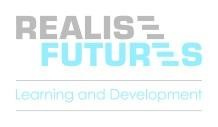 REALISE
FUTURES
Learning and Development